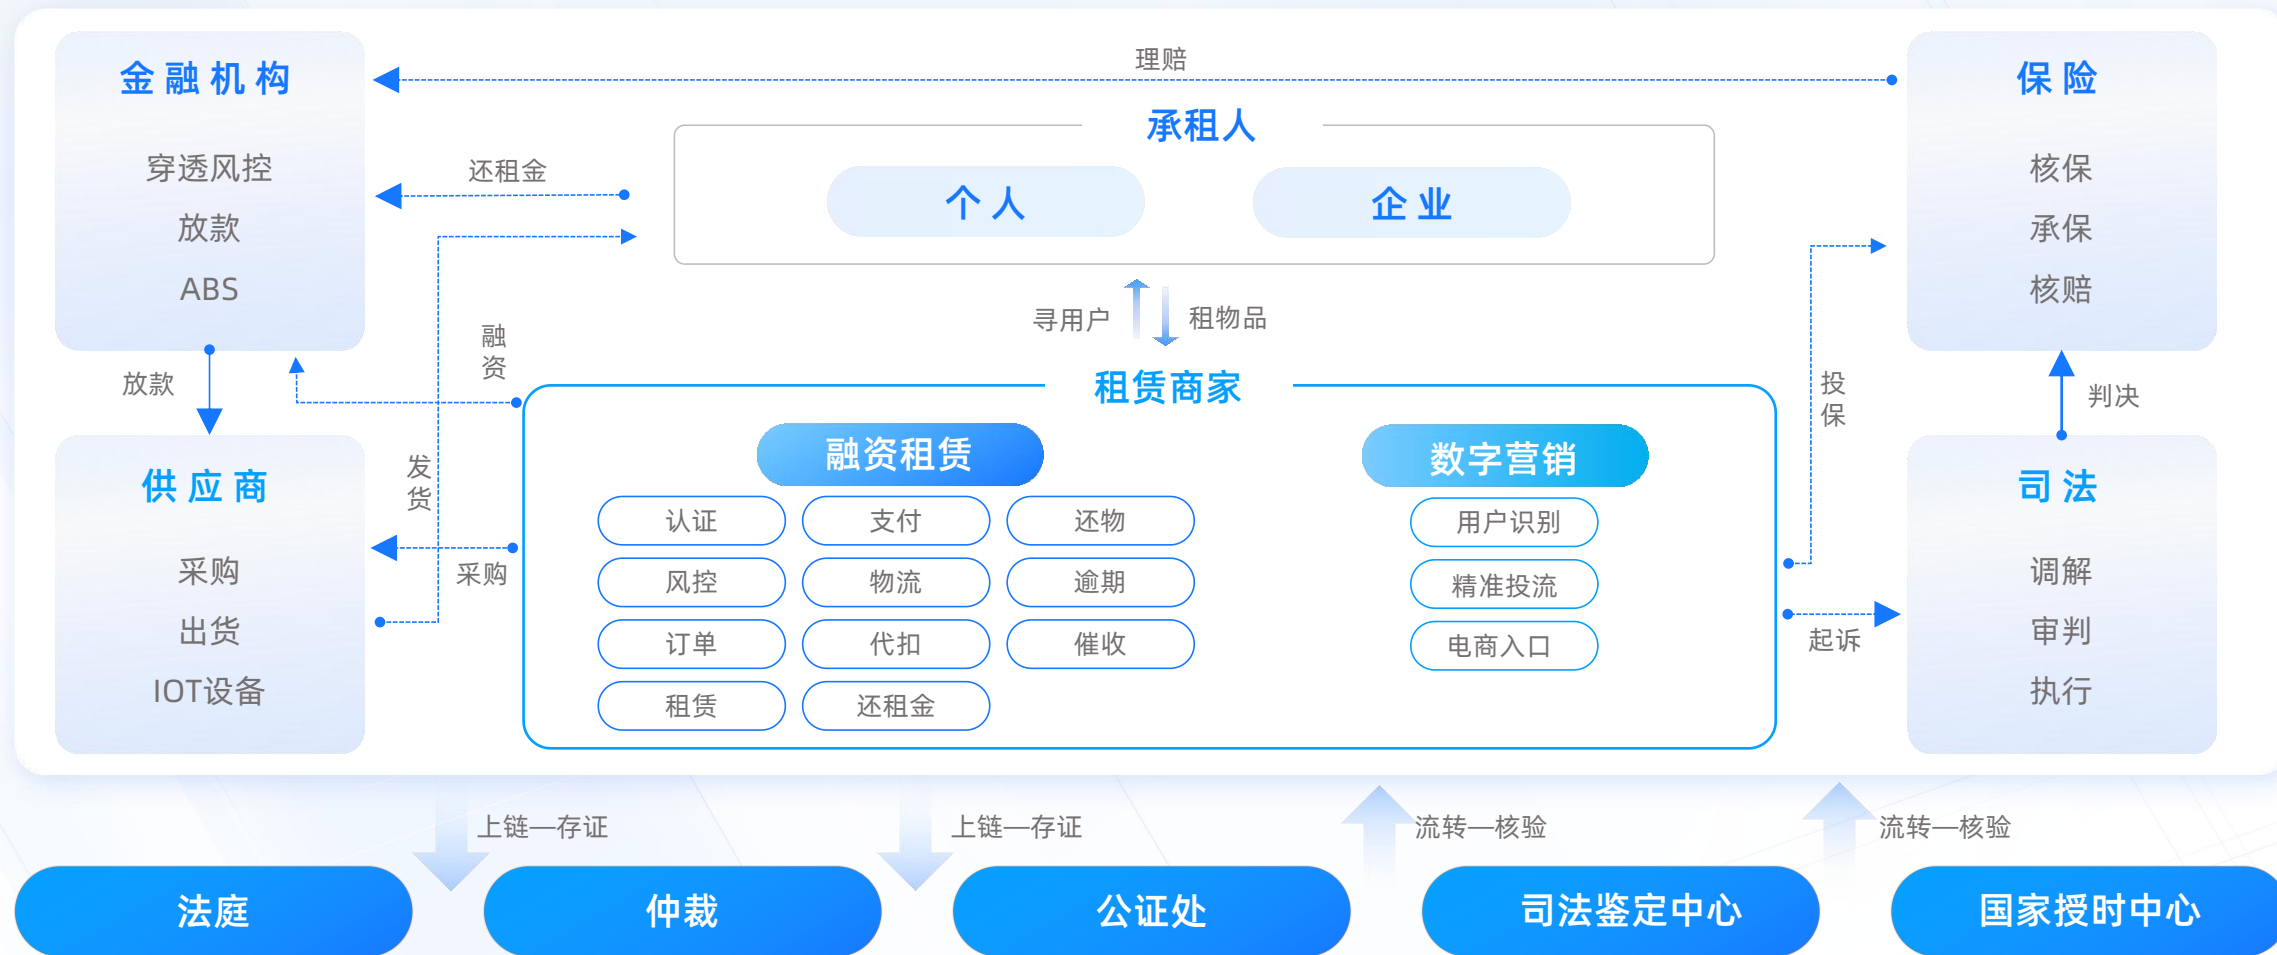 金融机构
穿透风控
放款
ABS
理赔
保险
核保
承保
核赔
承租人
个人
企业
还租金
寻用户
租物品
融资
放款
发货
采购
投保
判决
起诉
供应商
采购
出货
IOT设备
租赁商家
融资租赁
认证
支付
还物
风控
物流
逾期
订单
代扣
催收
租赁
还租金
数字营销
用户识别
精准投流
电商入口
司法
调解
审判
执行
上链—存证
上链—存证
流转—核验
流转—核验
法庭
仲裁
公证处
司法鉴定中心
国家授时中心